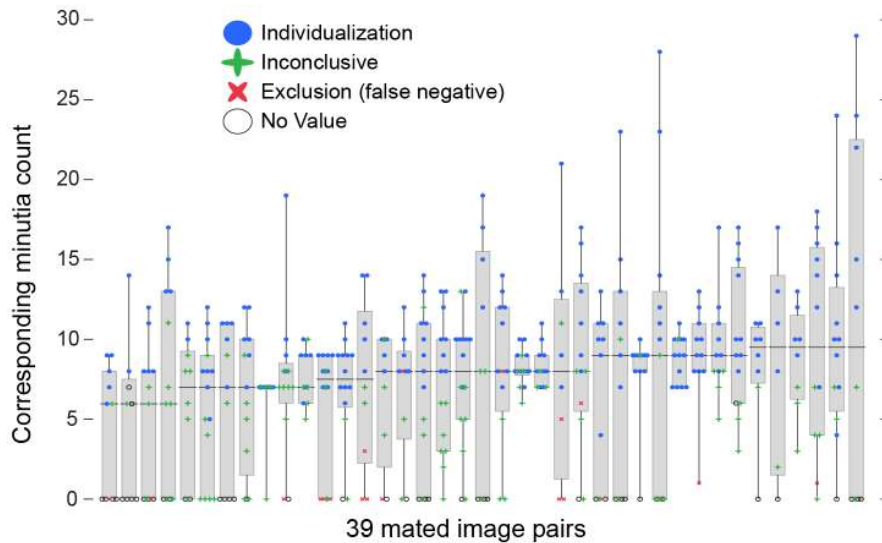 30
25
20
15
10
5
0
Corresponding minutia count
Individualization
Inconclusive
Exclusion (false negative)
No Value
39 mated image pairs